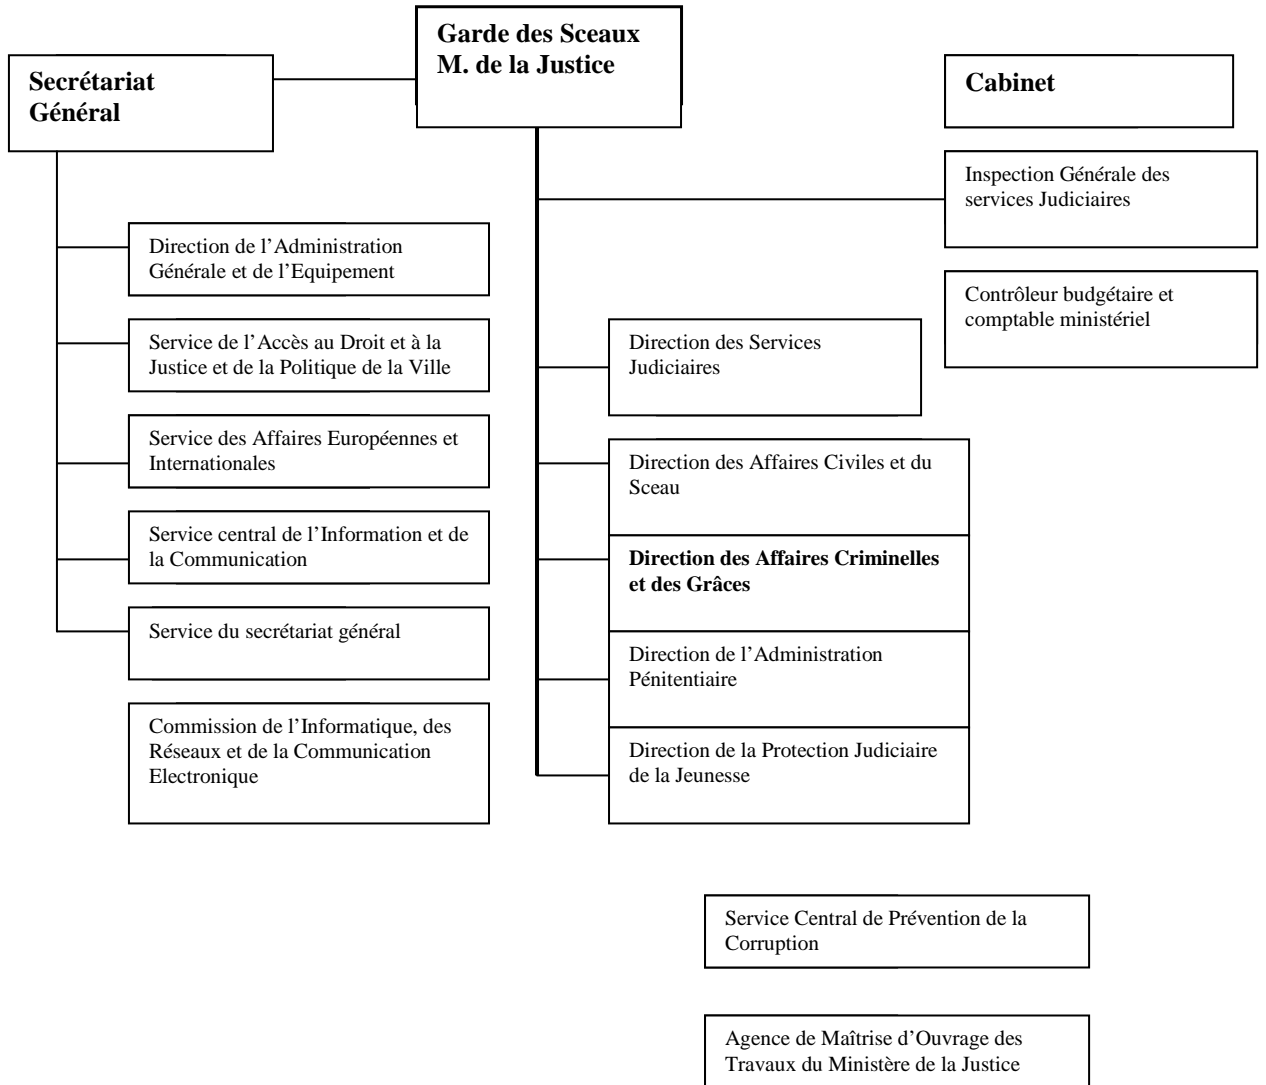 Garde des Sceaux
M. de la Justice
Secrétariat
Général
Cabinet
Inspection Générale des
services Judiciaires
Contrôleur budgétaire et
comptable ministériel
Direction de l’Administration
Générale et de l’Equipement
Service de l’Accès au Droit et à la
Justice et de la Politique de la Ville
Service des Affaires Européennes et
Internationales
Service central de l’Information et de
la Communication
Service du secrétariat général
Commission de l’Informatique, des
Réseaux et de la Communication
Electronique
Direction des Services
Judiciaires
Direction des Affaires Civiles et du
Sceau
Direction des Affaires Criminelles
et des Grâces
Direction de l’Administration
Pénitentiaire
Direction de la Protection Judiciaire
de la Jeunesse
Service Central de Prévention de la
Corruption
Agence de Maîtrise d’Ouvrage des
Travaux du Ministère de la Justice